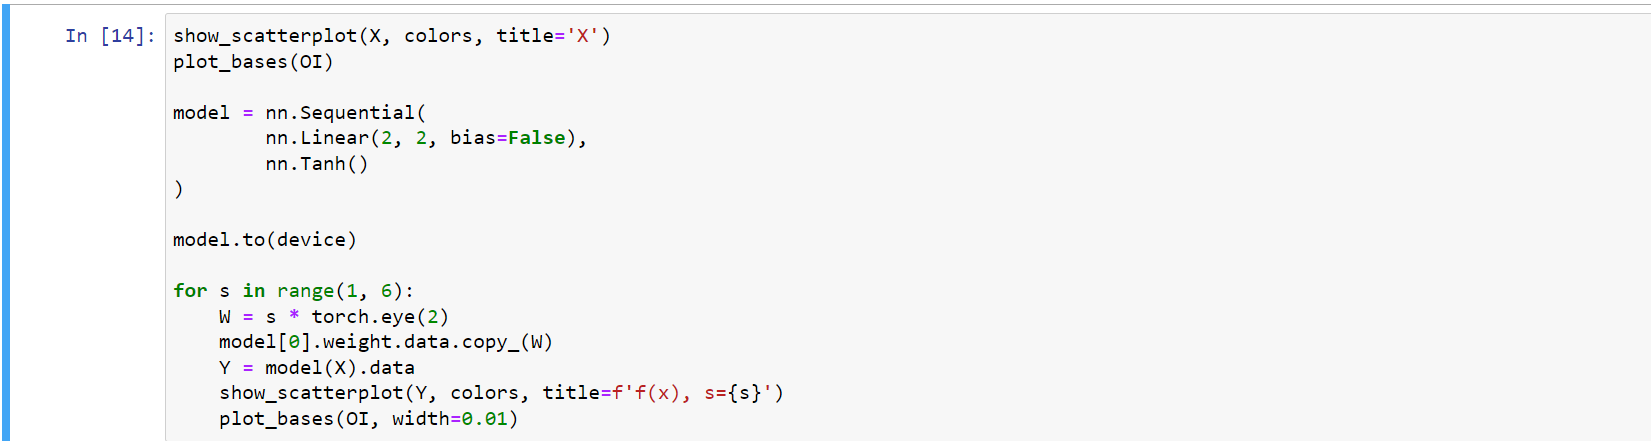 In [14]: show_scatterplot(X, colors, title='X')
plot_bases(OI)

model = nn.Sequential(
        nn.Linear(2, 2, bias=False),
        nn.Tanh()
)

model.to(device)

for s in range(1, 6):
    W = s * torch.eye(2)
    model[0].weight.data.copy_(W)
    Y = model(X).data
    show_scatterplot(Y, colors, title=f'f(x), s={s}')
    plot_bases(OI, width=0.01)